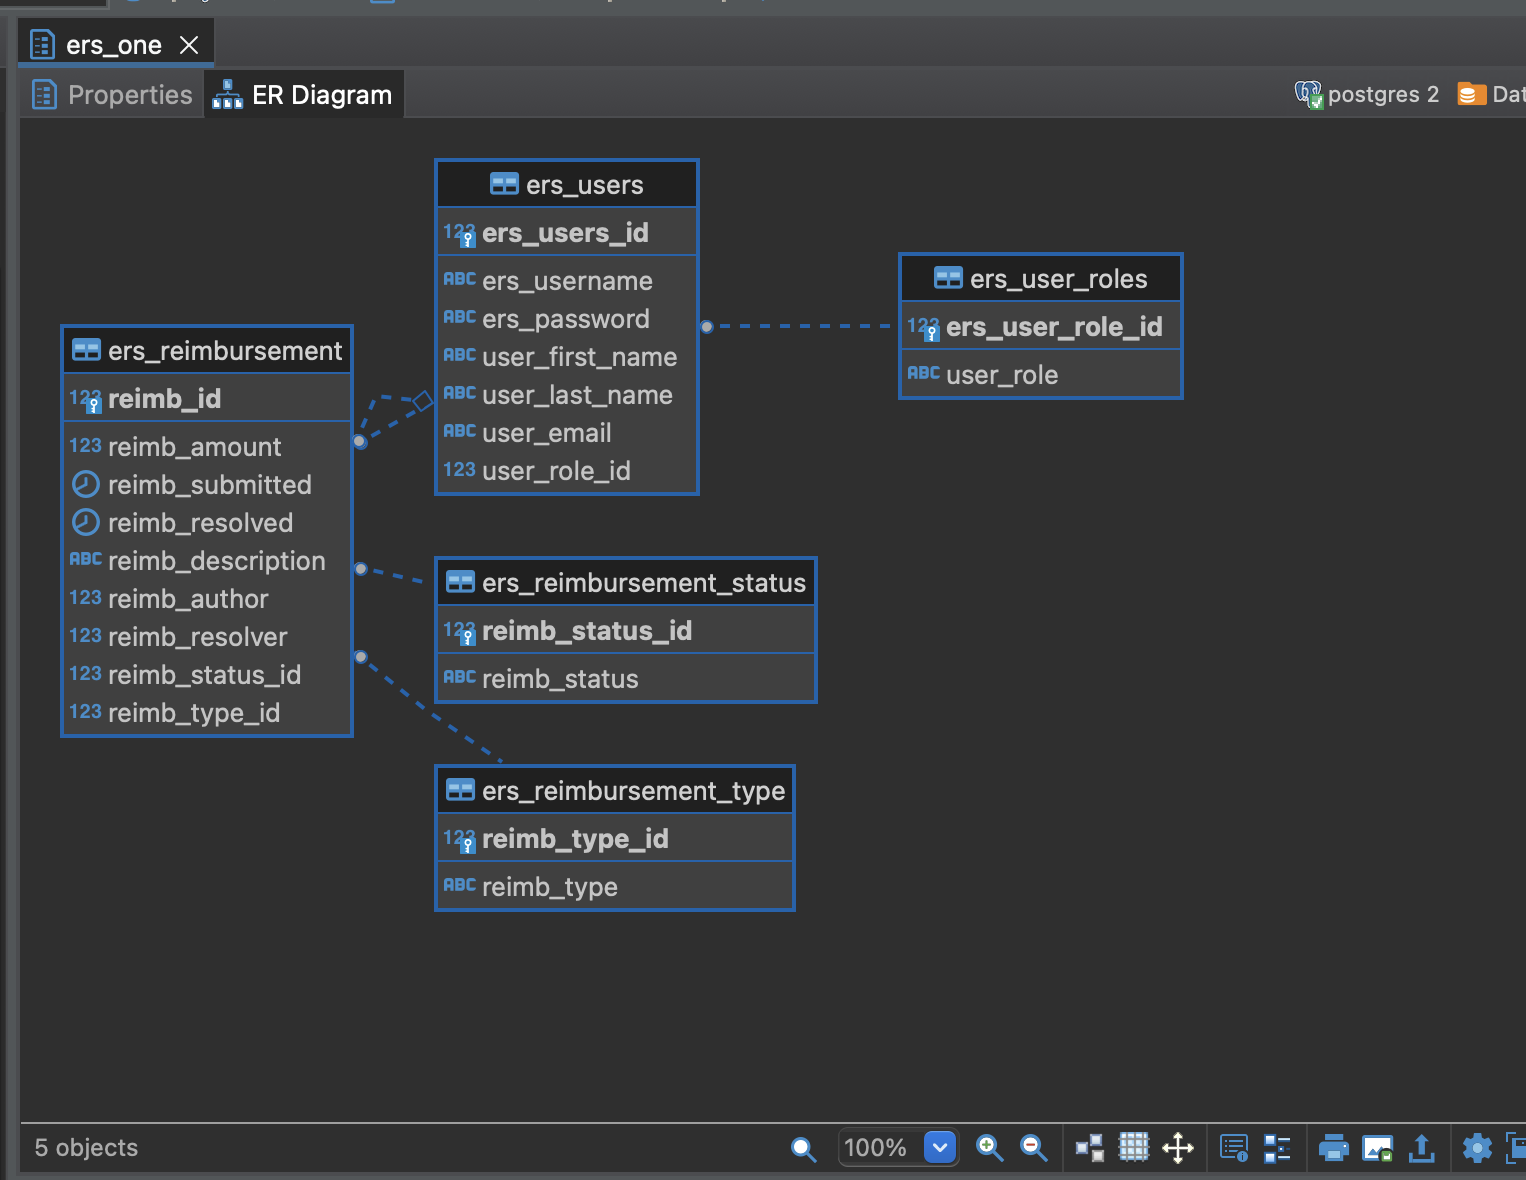 ers_one
Properties
ER Diagram
postgres 2
ers_users
123 ers_users_id
ABC ers_username
ABC ers_password
ABC user_first_name
ABC user_last_name
ABC user_email
123 user_role_id
ers_user_roles
123 ers_user_role_id
ABC user_role
ers_reimbursement
123 reimb_id
123 reimb_amount
reimb_submitted
reimb_resolved
ABC reimb_description
123 reimb_author
123 reimb_resolver
123 reimb_status_id
123 reimb_type_id
ers_reimbursement_status
123 reimb_status_id
ABC reimb_status
ers_reimbursement_type
123 reimb_type_id
ABC reimb_type
5 objects
100%